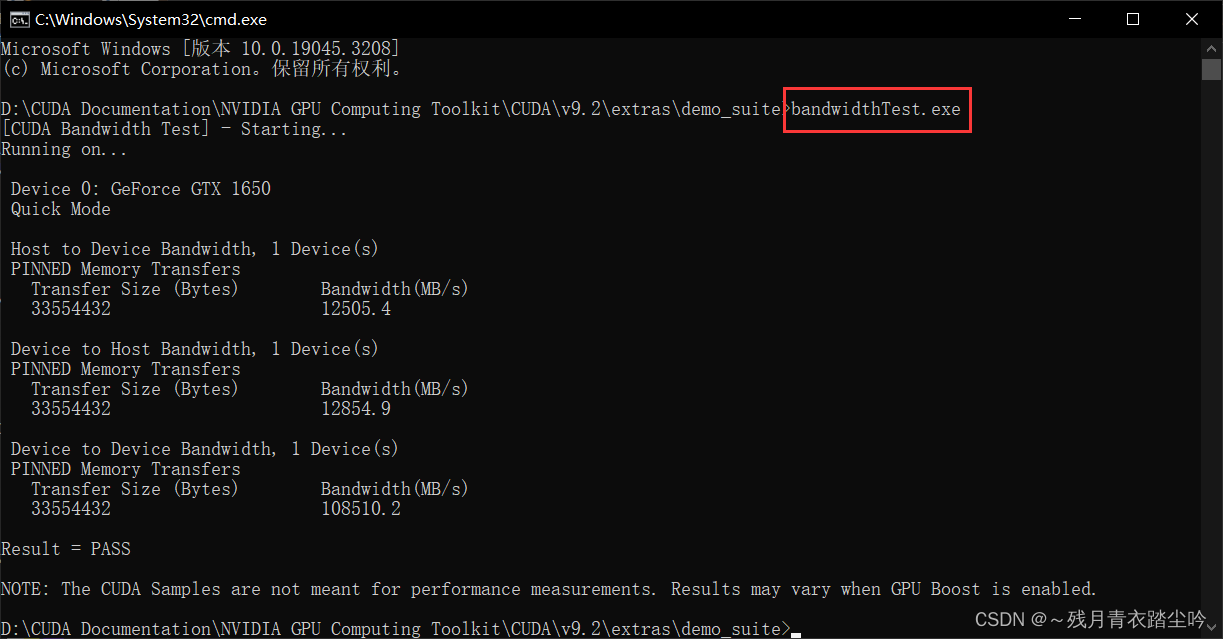 C:\Windows\System32\cmd.exe
Microsoft Windows [版本 10.0.19045.3208]
(c) Microsoft Corporation。保留所有权利。
D:\CUDA Documentation\NVIDIA GPU Computing Toolkit\CUDA\v9.2\extras\demo_suite>bandwidthTest.exe
[CUDA Bandwidth Test] - Starting...
Running on...
Device 0: GeForce GTX 1650
Quick Mode
Host to Device Bandwidth, 1 Device(s)
PINNED Memory Transfers
Transfer Size (Bytes) Bandwidth(MB/s)
33554432 12505.4
Device to Host Bandwidth, 1 Device(s)
PINNED Memory Transfers
Transfer Size (Bytes) Bandwidth(MB/s)
33554432 12854.9
Device to Device Bandwidth, 1 Device(s)
PINNED Memory Transfers
Transfer Size (Bytes) Bandwidth(MB/s)
33554432 108510.2
Result = PASS
NOTE: The CUDA Samples are not meant for performance measurements. Results may vary when GPU Boost is enabled.
D:\CUDA Documentation\NVIDIA GPU Computing Toolkit\CUDA\v9.2\extras\demo_suite>
CSDN @～残月青衣踏尘吟